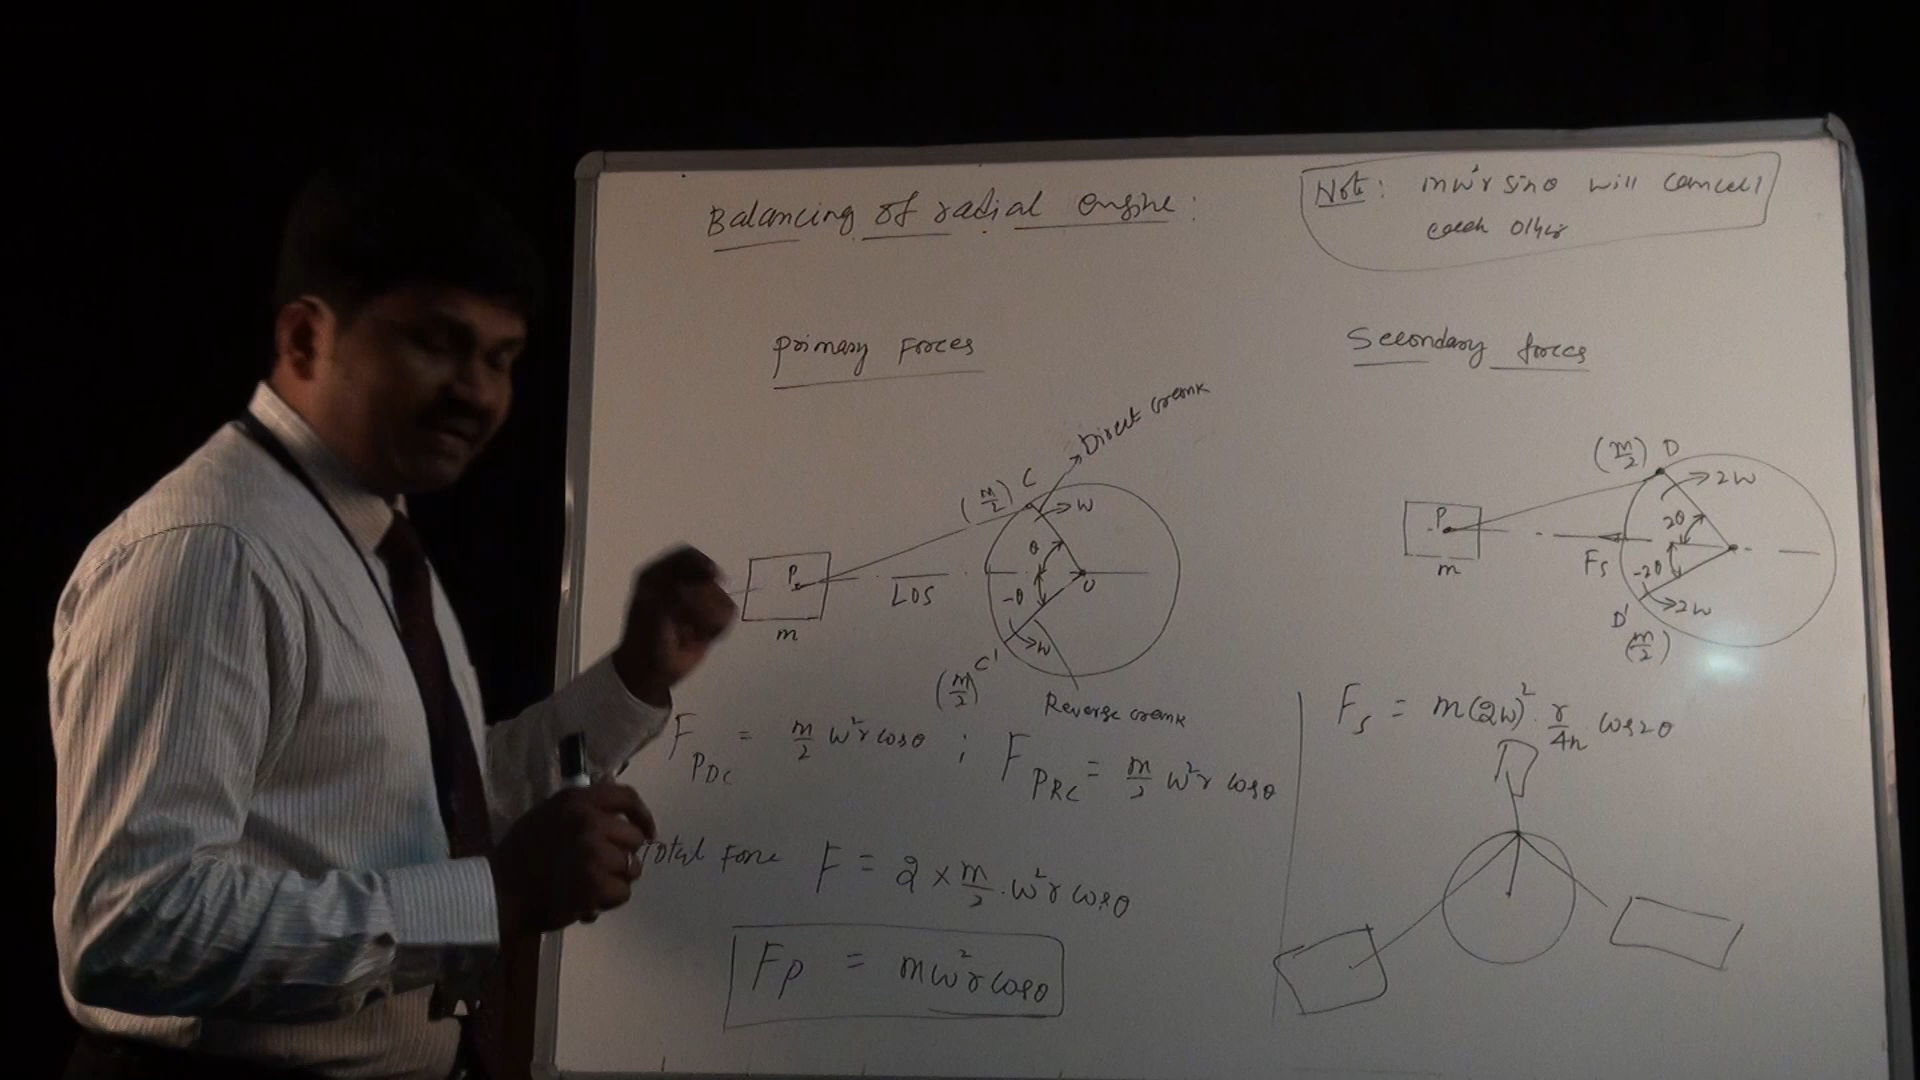 Balancing of radial engine:
Note: mω²r sinθ will cancel
each other
Primary Forces
Secondary forces
Direct crank
(m/2) C
ω
θ
P
LOS
-θ
O
m
ω
C'
(m/2)
Reverse crank
(m/2) D
2ω
P
2θ
Fs
-2θ
m
2ω
D'
(m/2)
F_PDC = m/2 ω²r cosθ ; F_PRC = m/2 ω²r cosθ
Fs = m(2ω)² · r/4n cos2θ
Total Force F = 2 × m/2 · ω²r cosθ
Fp = mω²r cosθ